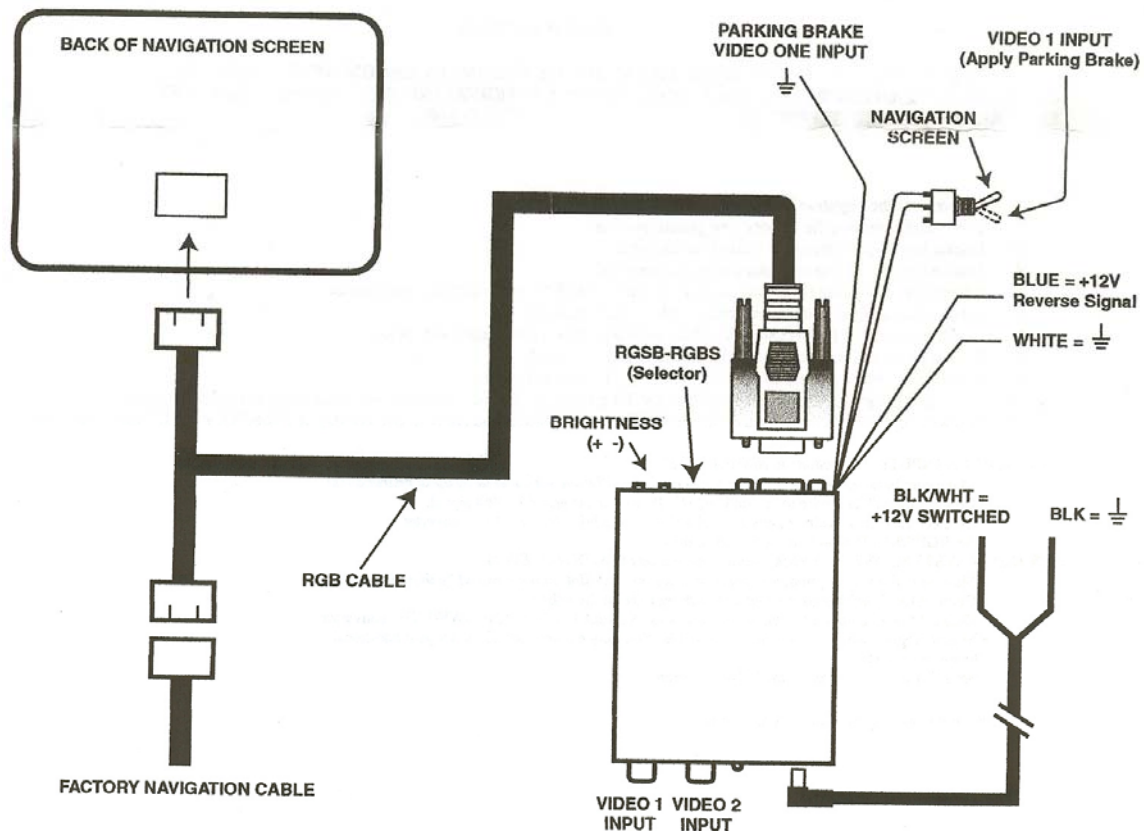 BACK OF NAVIGATION SCREEN
PARKING BRAKE
VIDEO ONE INPUT
VIDEO 1 INPUT
(Apply Parking Brake)
NAVIGATION
SCREEN
BLUE = +12V
Reverse Signal
WHITE =
RGSB-RGBS
(Selector)
BRIGHTNESS
(+ -)
BLK/WHT =
+12V SWITCHED
BLK =
RGB CABLE
FACTORY NAVIGATION CABLE
VIDEO 1
INPUT
VIDEO 2
INPUT